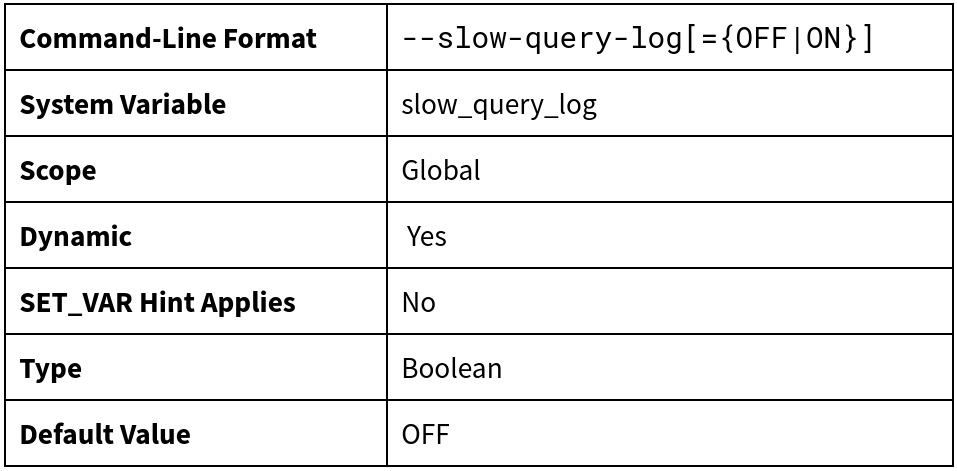 Command-Line Format --slow-query-log[={OFF|ON}]
System Variable slow_query_log
Scope Global
Dynamic Yes
SET_VAR Hint Applies No
Type Boolean
Default Value OFF